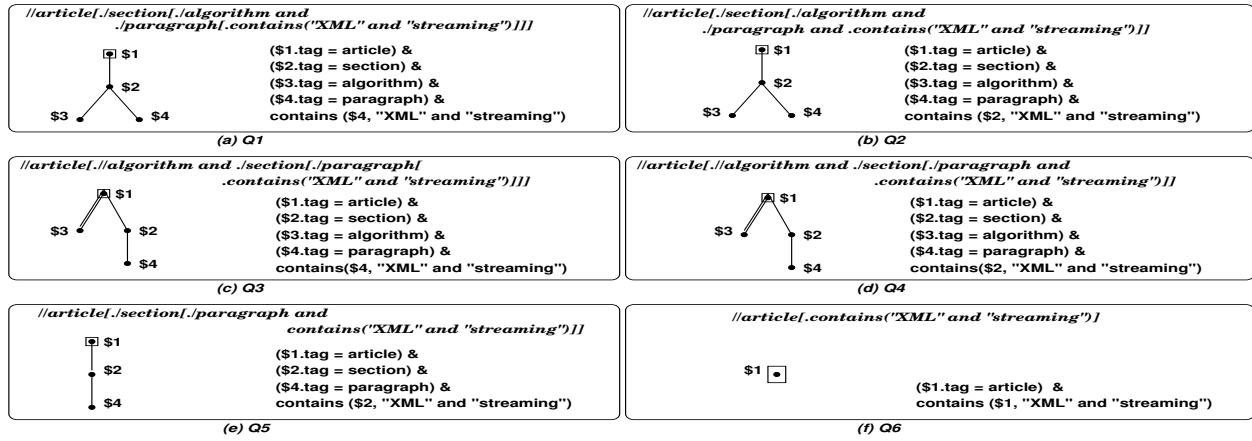 //article[./section[./algorithm and
./paragraph[.contains("XML" and "streaming")]]]
$1
$2
$3
$4
($1.tag = article) &
($2.tag = section) &
($3.tag = algorithm) &
($4.tag = paragraph) &
contains ($4, "XML" and "streaming")
(a) Q1
//article[./section[./algorithm and
./paragraph and .contains("XML" and "streaming")]]
$1
$2
$3
$4
($1.tag = article) &
($2.tag = section) &
($3.tag = algorithm) &
($4.tag = paragraph) &
contains ($2, "XML" and "streaming")
(b) Q2
//article[.//algorithm and ./section[./paragraph[
.contains("XML" and "streaming")]]]
$1
$3
$2
$4
($1.tag = article) &
($2.tag = section) &
($3.tag = algorithm) &
($4.tag = paragraph) &
contains($4, "XML" and "streaming")
(c) Q3
//article[.//algorithm and ./section[./paragraph and
.contains("XML" and "streaming")]]
$1
$3
$2
$4
($1.tag = article) &
($2.tag = section) &
($3.tag = algorithm) &
($4.tag = paragraph) &
contains($2, "XML" and "streaming")
(d) Q4
//article[./section[./paragraph and
contains("XML" and "streaming")]]
$1
$2
$4
($1.tag = article) &
($2.tag = section) &
($4.tag = paragraph) &
contains ($2, "XML" and "streaming")
(e) Q5
//article[.contains("XML" and "streaming")]
$1
($1.tag = article) &
contains ($1, "XML" and "streaming")
(f) Q6